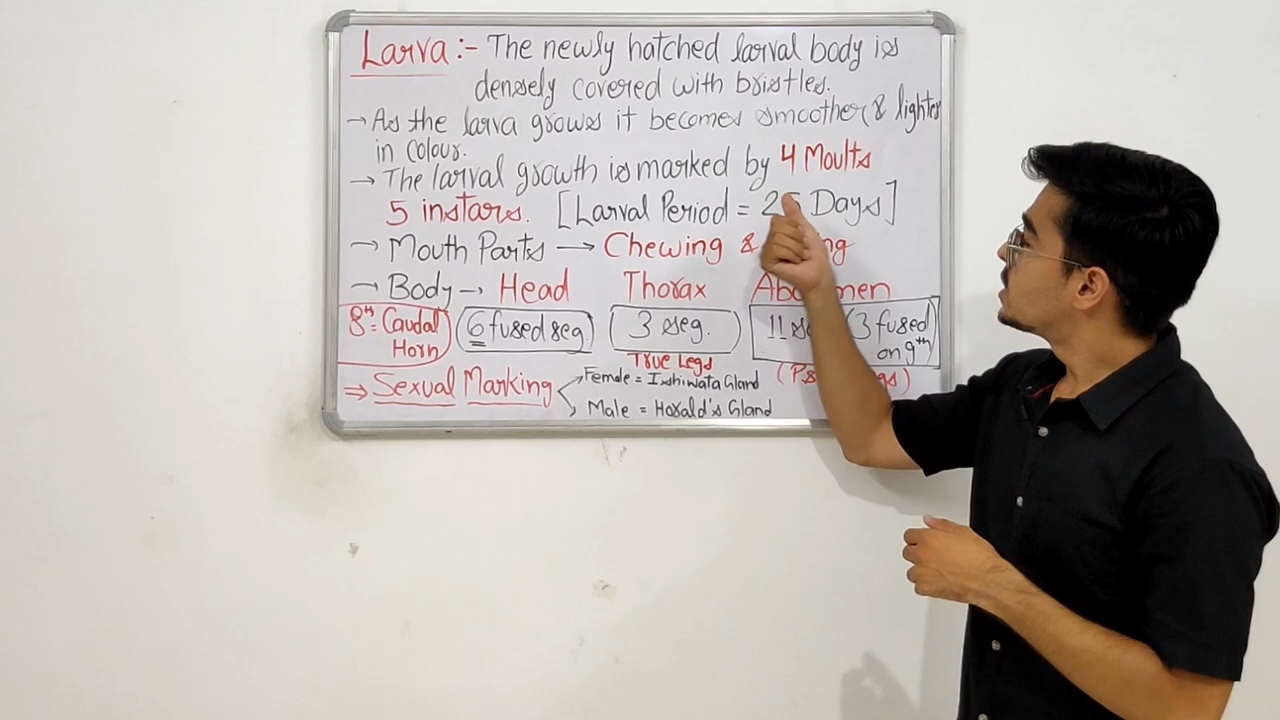 Larva :- The newly hatched larval body is
densely covered with bristles.
→ As the larva grows it becomes smoother & lighter
in colour.
→ The larval growth is marked by 4 Moults
5 instars. [Larval Period = 25 Days]
→ Mouth Parts → Chewing &
→ Body → Head Thorax Abdomen
8th = Caudal Horn
6 fused seg. 3 seg. 11 (3 fused on 9th)
True Legs
⇒ Sexual Marking
Female = Ishiwata Gland
Male = Herald's Gland